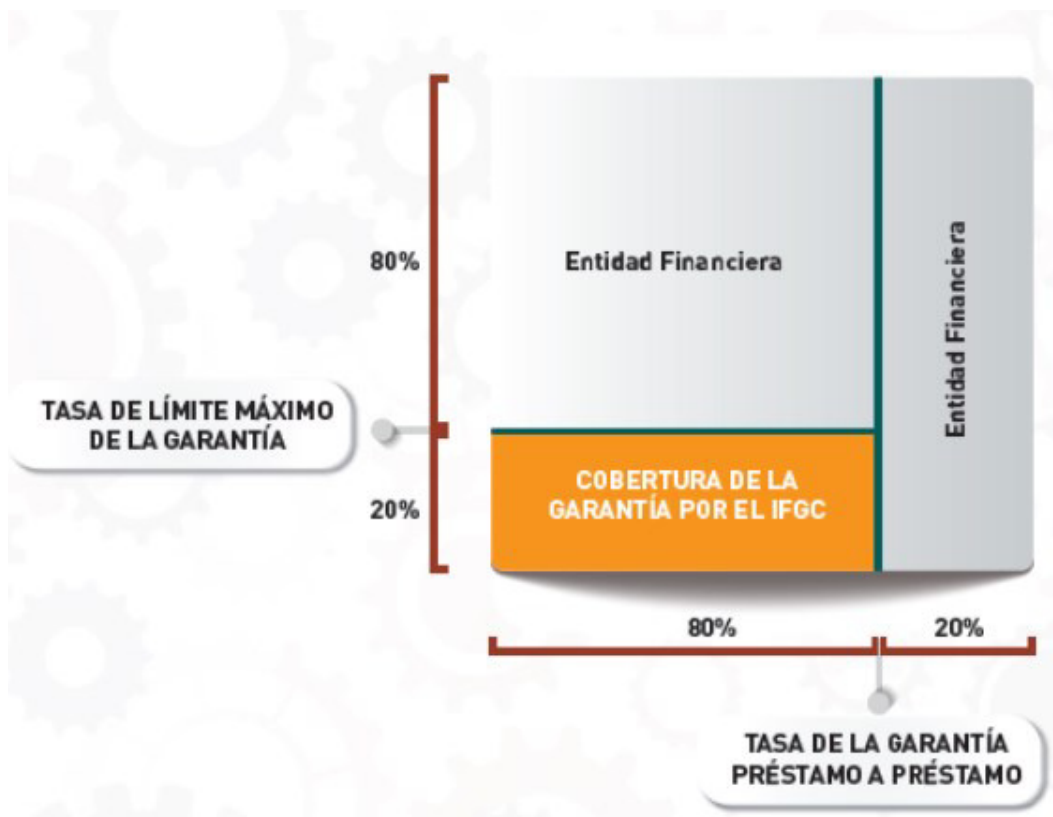 80%
Entidad Financiera
Entidad Financiera
TASA DE LÍMITE MÁXIMO
DE LA GARANTÍA
20%
COBERTURA DE LA
GARANTÍA POR EL IFGC
80%
20%
TASA DE LA GARANTÍA
PRÉSTAMO A PRÉSTAMO